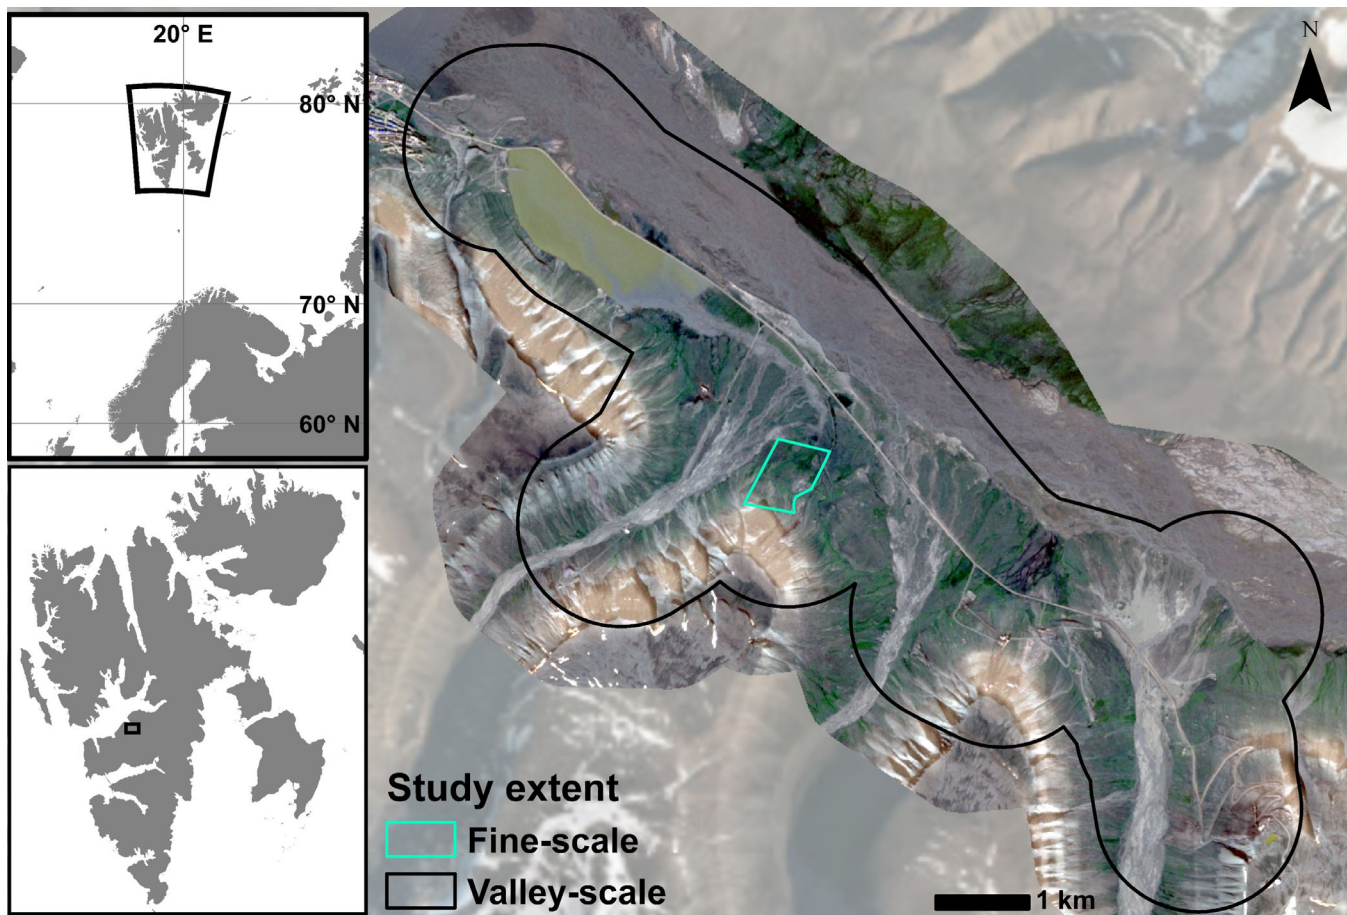 20° E
80° N
70° N
60° N
N
Study extent
Fine-scale
Valley-scale
1 km